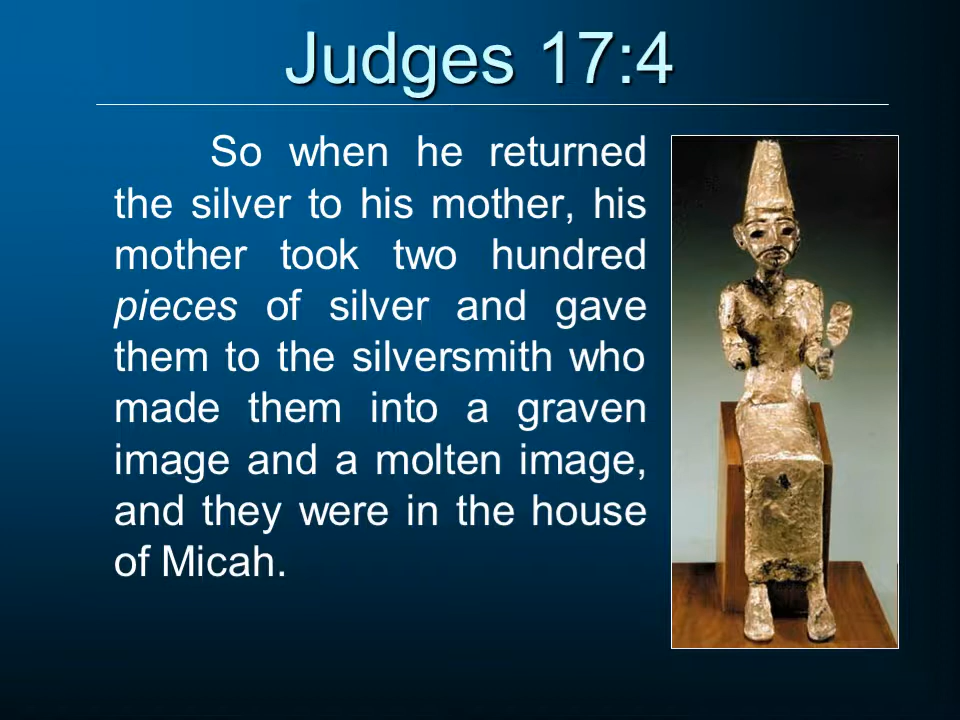 Judges 17:4
So when he returned
the silver to his mother, his
mother took two hundred
pieces of silver and gave
them to the silversmith who
made them into a graven
image and a molten image,
and they were in the house
of Micah.